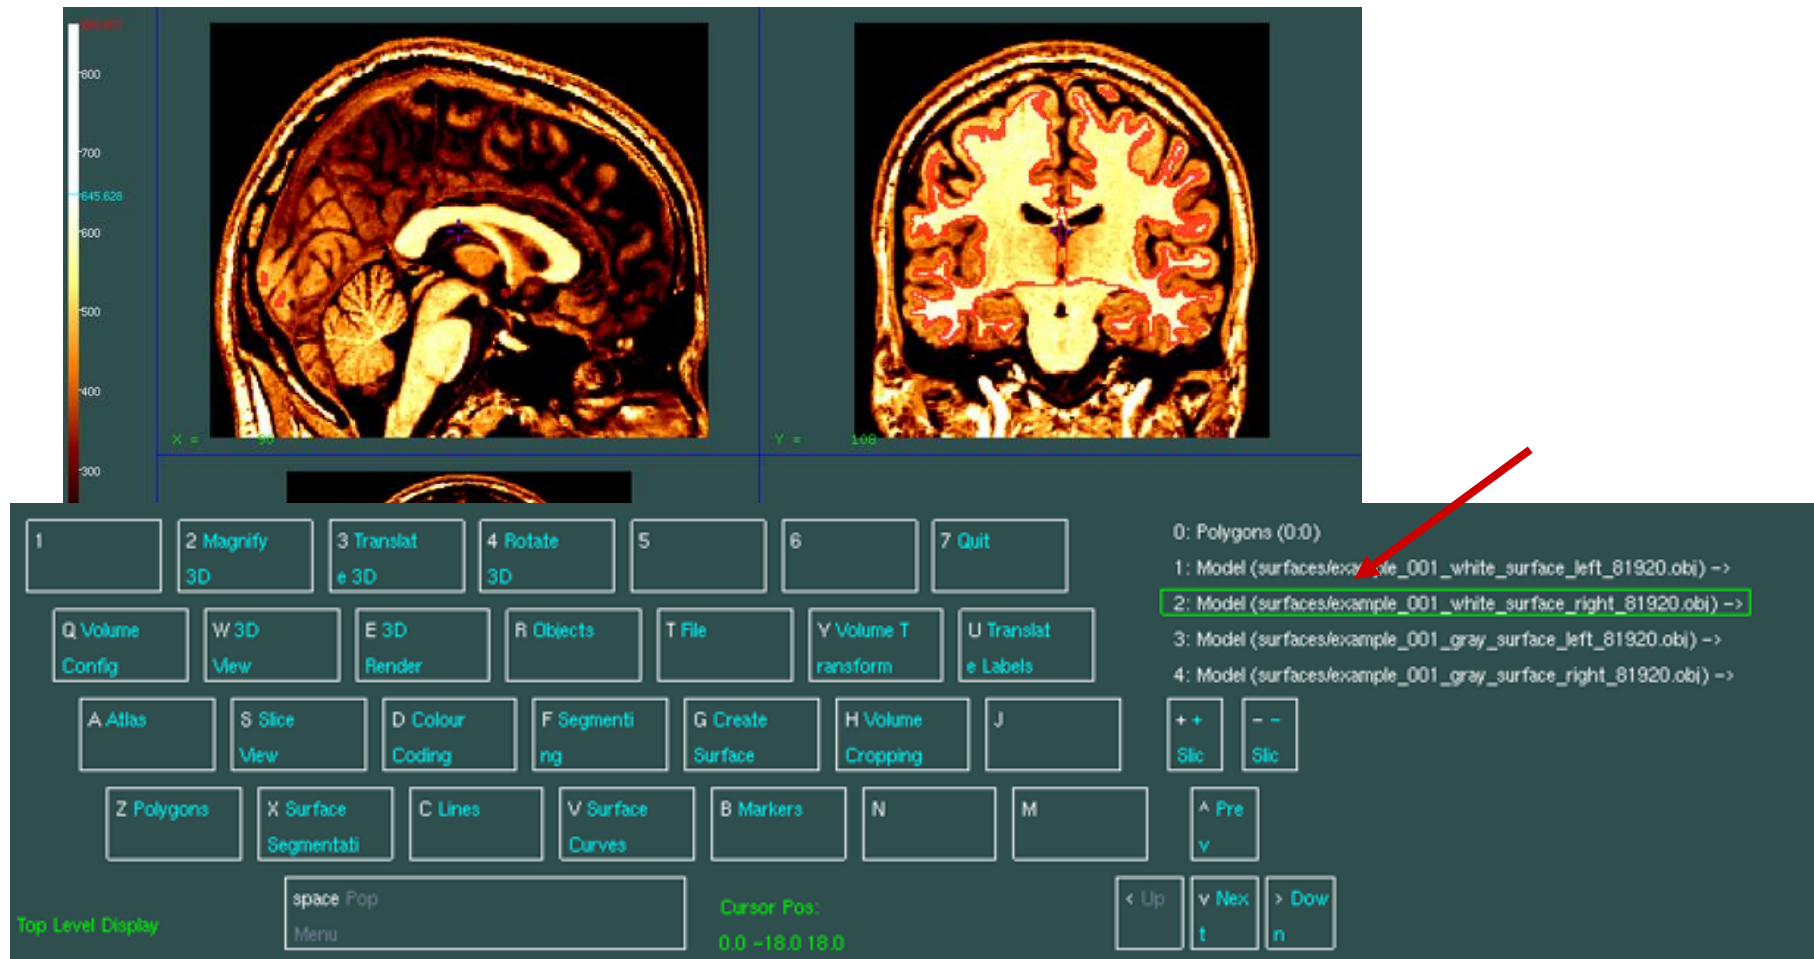 800
700
645.628
600
500
400
300
X = 90
Y = 108
1
2 Magnify
3D
3 Translat
e 3D
4 Rotate
3D
5
6
7 Quit
0: Polygons (0:0)
1: Model (surfaces/example_001_white_surface_left_81920.obj) ->
2: Model (surfaces/example_001_white_surface_right_81920.obj) ->
3: Model (surfaces/example_001_gray_surface_left_81920.obj) ->
4: Model (surfaces/example_001_gray_surface_right_81920.obj) ->
Q Volume
Config
W 3D
View
E 3D
Render
R Objects
T File
Y Volume T
ransform
U Translat
e Labels
A Atlas
S Slice
View
D Colour
Coding
F Segmenti
ng
G Create
Surface
H Volume
Cropping
J
+ +
Slic
- -
Slic
Z Polygons
X Surface
Segmentati
C Lines
V Surface
Curves
B Markers
N
M
^ Pre
v
Top Level Display
space Pop
Menu
Cursor Pos:
0.0 -18.0 18.0
< Up
v Nex
t
> Dow
n